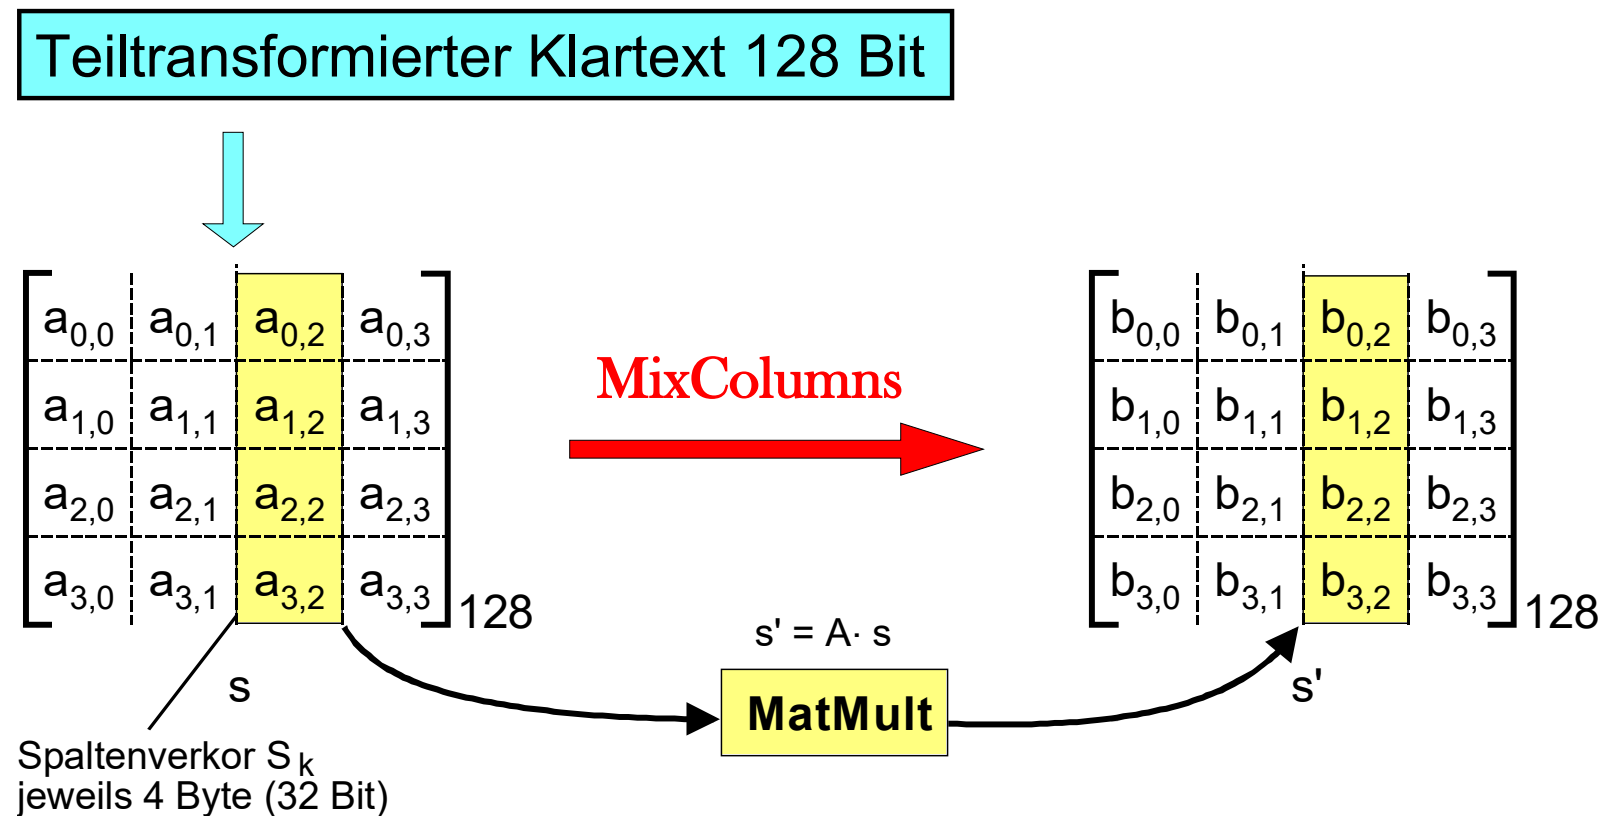 Teiltransformierter Klartext 128 Bit
a0,0 a0,1 a0,2 a0,3
a1,0 a1,1 a1,2 a1,3
a2,0 a2,1 a2,2 a2,3
a3,0 a3,1 a3,2 a3,3
128
MixColumns
b0,0 b0,1 b0,2 b0,3
b1,0 b1,1 b1,2 b1,3
b2,0 b2,1 b2,2 b2,3
b3,0 b3,1 b3,2 b3,3
128
s' = A· s
s
MatMult
s'
Spaltenverkor Sk
jeweils 4 Byte (32 Bit)